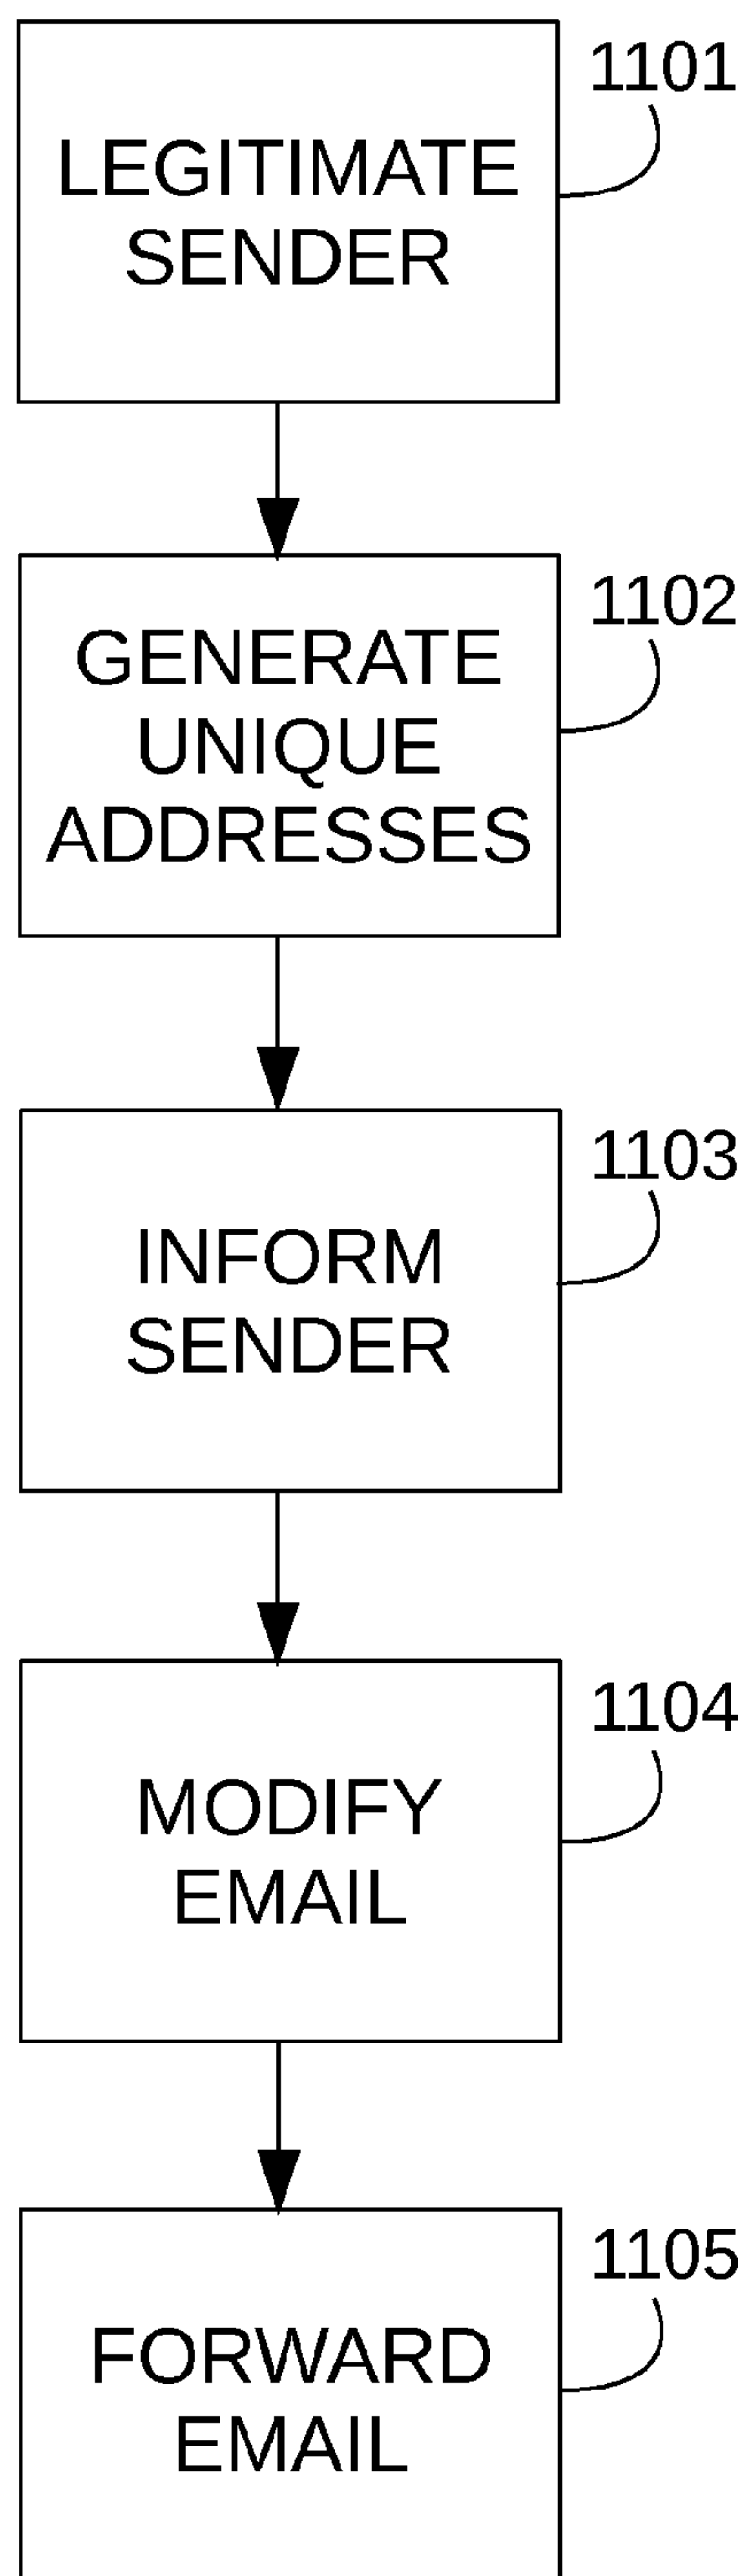 1101
LEGITIMATE
SENDER
1102
GENERATE
UNIQUE
ADDRESSES
1103
INFORM
SENDER
1104
MODIFY
EMAIL
1105
FORWARD
EMAIL